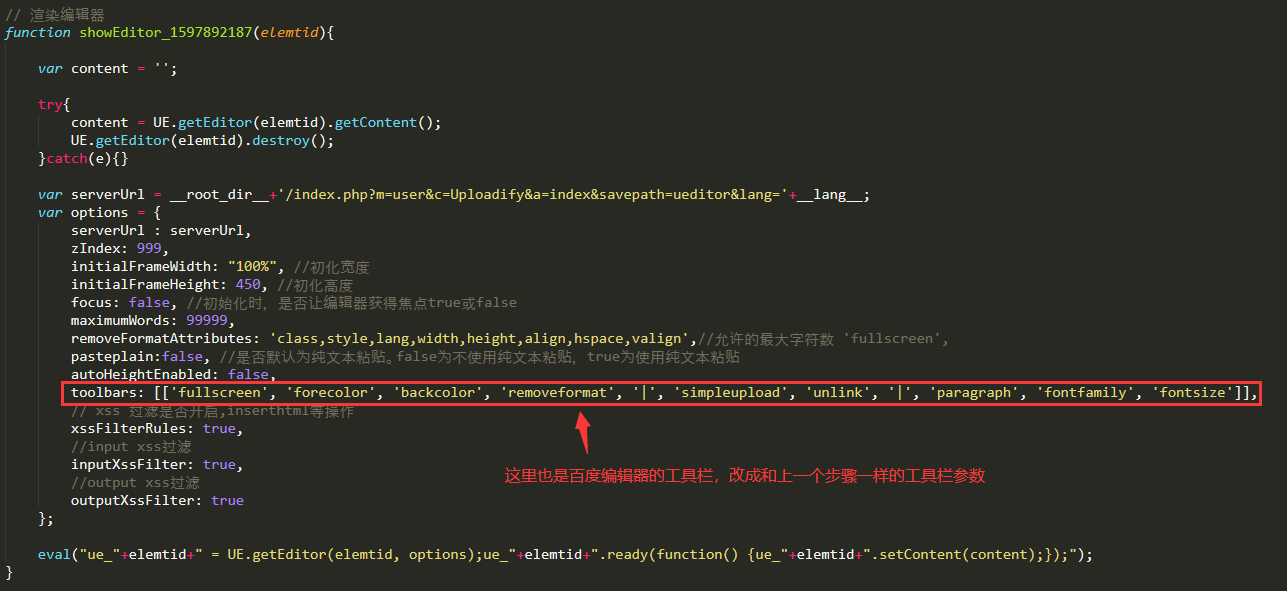 // 渲染编辑器
function showEditor_1597892187(elemtid){
var content = '';
try{
content = UE.getEditor(elemtid).getContent();
UE.getEditor(elemtid).destroy();
}catch(e){}
var serverUrl = __root_dir__+'/index.php?m=user&c=Uploadify&a=index&savepath=ueditor&lang='+__lang__;
var options = {
serverUrl : serverUrl,
zIndex: 999,
initialFrameWidth: "100%", //初化宽度
initialFrameHeight: 450, //初化高度
focus: false, //初始化时，是否让编辑器获得焦点true或false
maximumWords: 99999,
removeFormatAttributes: 'class,style,lang,width,height,align,hspace,valign',//允许的最大字符数 'fullscreen',
pasteplain:false, //是否默认为纯文本粘贴。false为不使用纯文本粘贴，true为使用纯文本粘贴
autoHeightEnabled: false,
toolbars: [['fullscreen', 'forecolor', 'backcolor', 'removeformat', '|', 'simpleupload', 'unlink', '|', 'paragraph', 'fontfamily', 'fontsize']],
// xss 过滤是否开启,inserthtml等操作
xssFilterRules: true,
//input xss过滤
inputXssFilter: true,
//output xss过滤
outputXssFilter: true
};
这里也是百度编辑器的工具栏，改成和上一个步骤一样的工具栏参数
eval("ue_"+elemtid+" = UE.getEditor(elemtid, options);ue_"+elemtid+".ready(function() {ue_"+elemtid+".setContent(content);});");
}